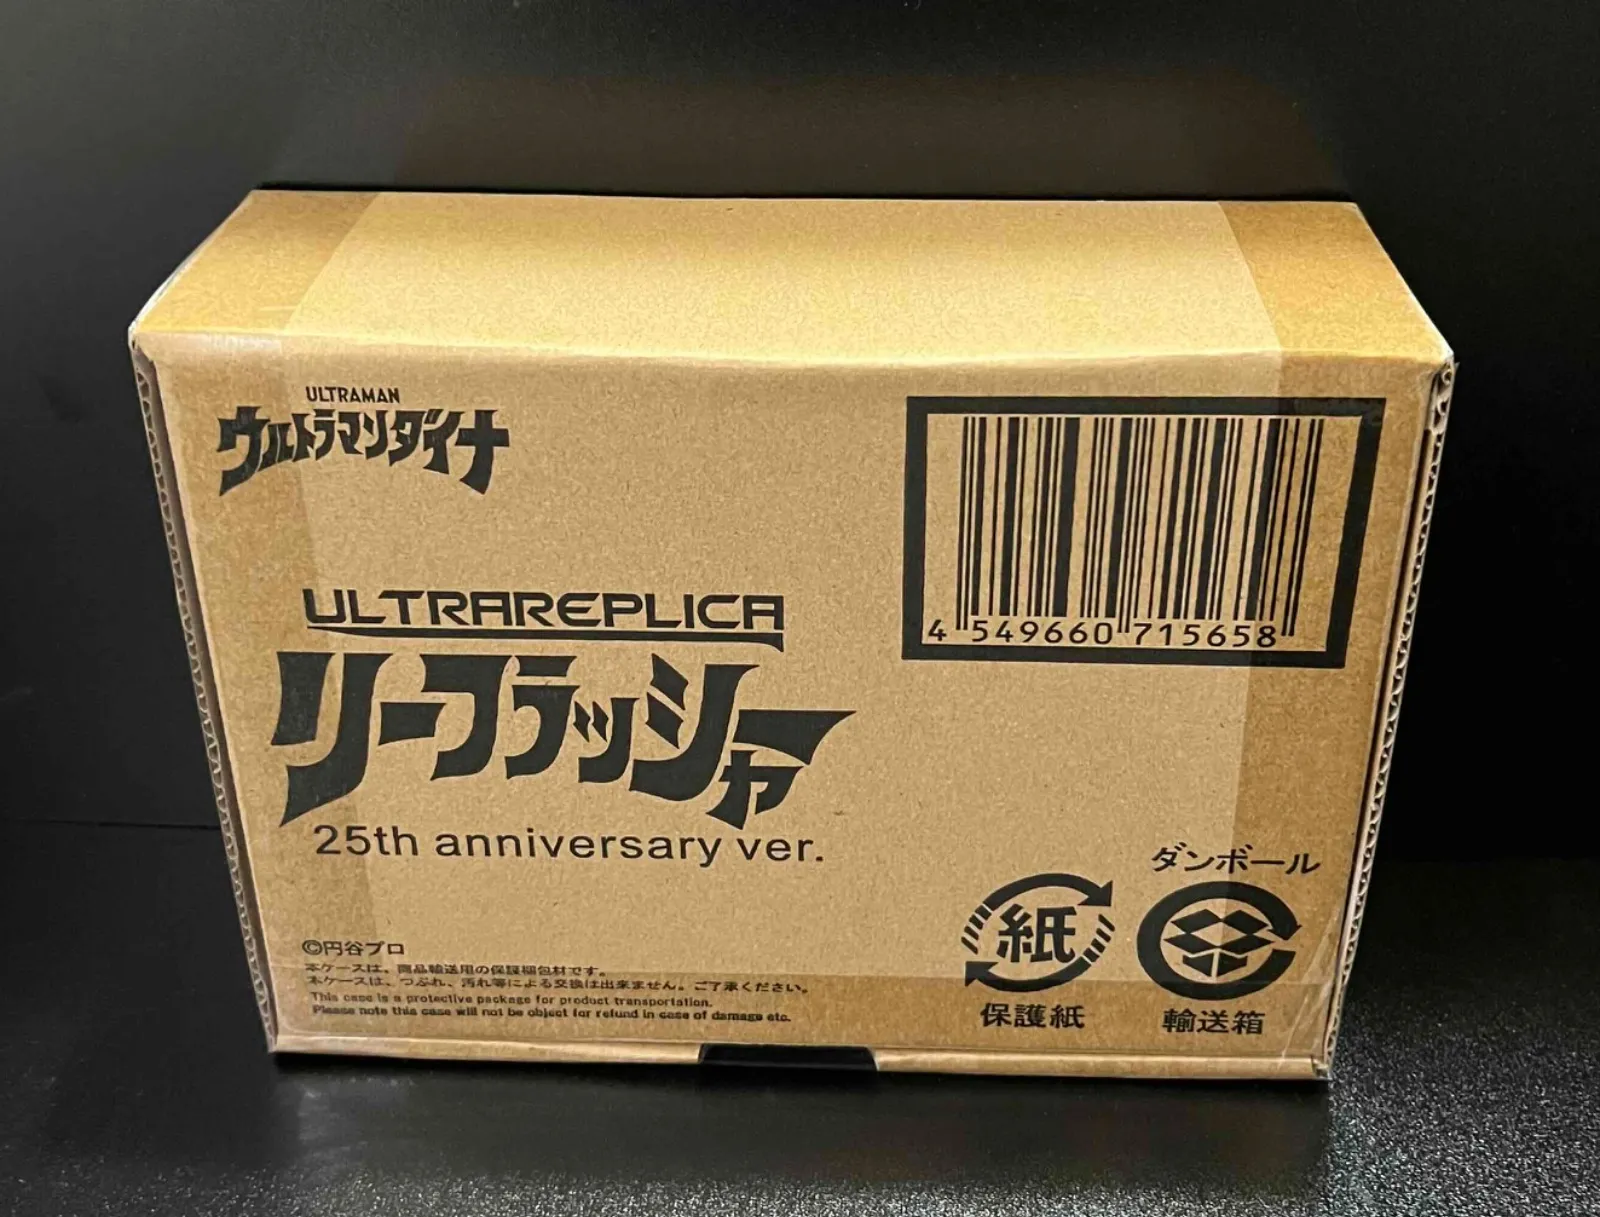 ULTRAMAN
ウルトラマンダイナ
4 549660 715658
ULTRAREPLICA
リーフラッシャー
25th anniversary ver.
©円谷プロ
本ケースは、商品輸送用の保護梱包材です。
本ケースは、つぶれ、汚れ等による交換は出来ません。ご了承ください。
This case is a protective package for product transportation.
Please note this case will not be object for refund in case of damage etc.
紙
保護紙
ダンボール
輸送箱